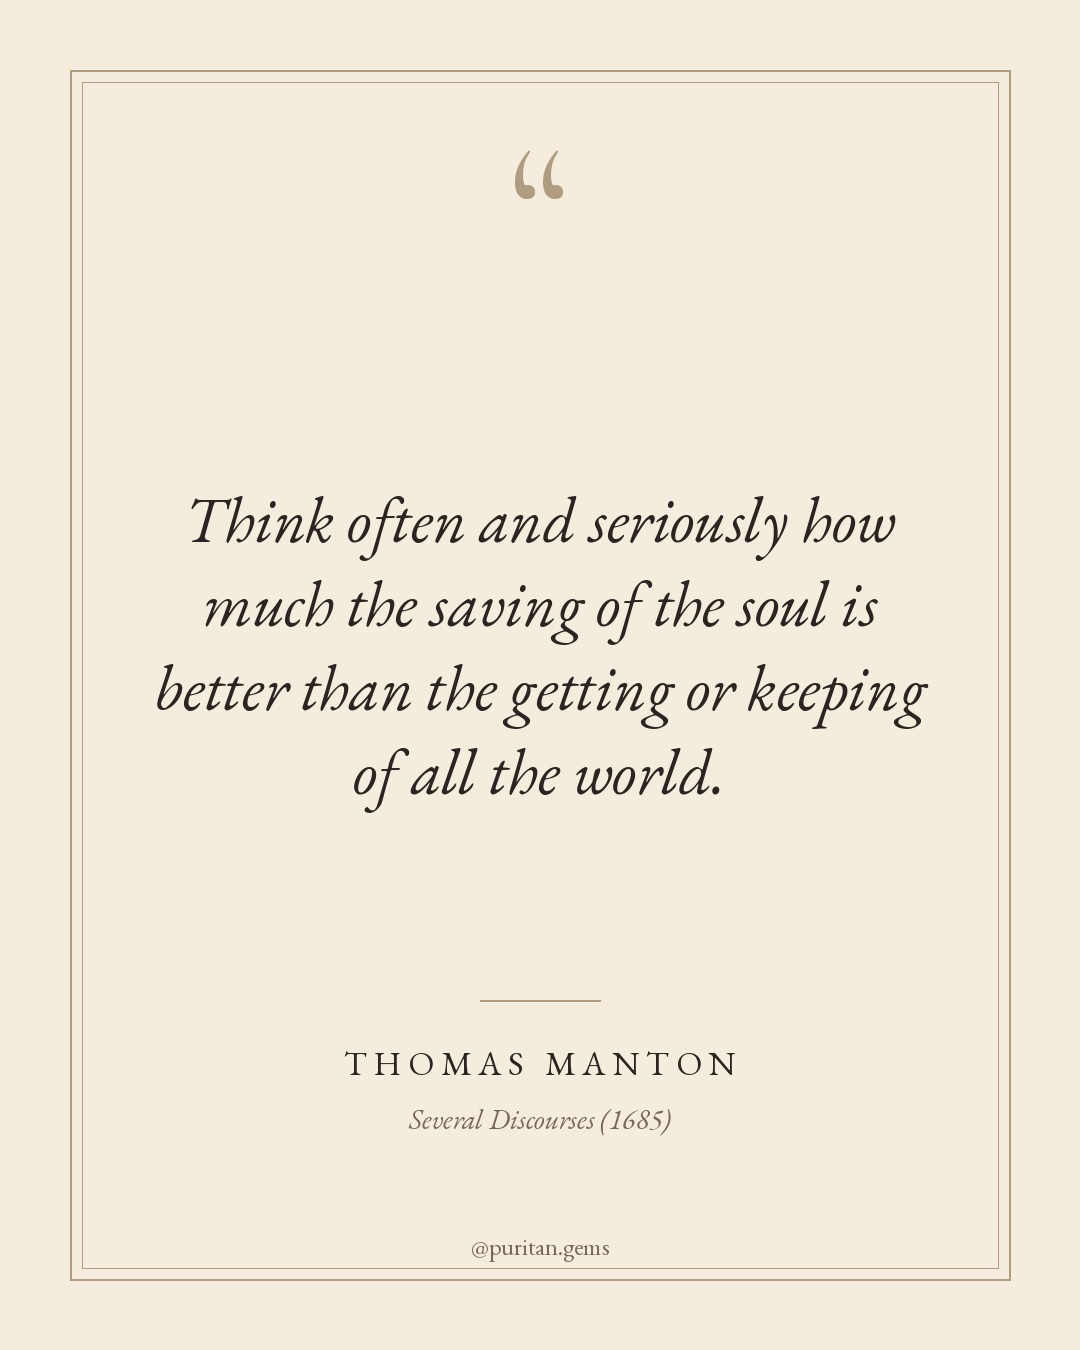 “
Think often and seriously how
much the saving of the soul is
better than the getting or keeping
of all the world.
THOMAS MANTON
Several Discourses (1685)
@puritan.gems